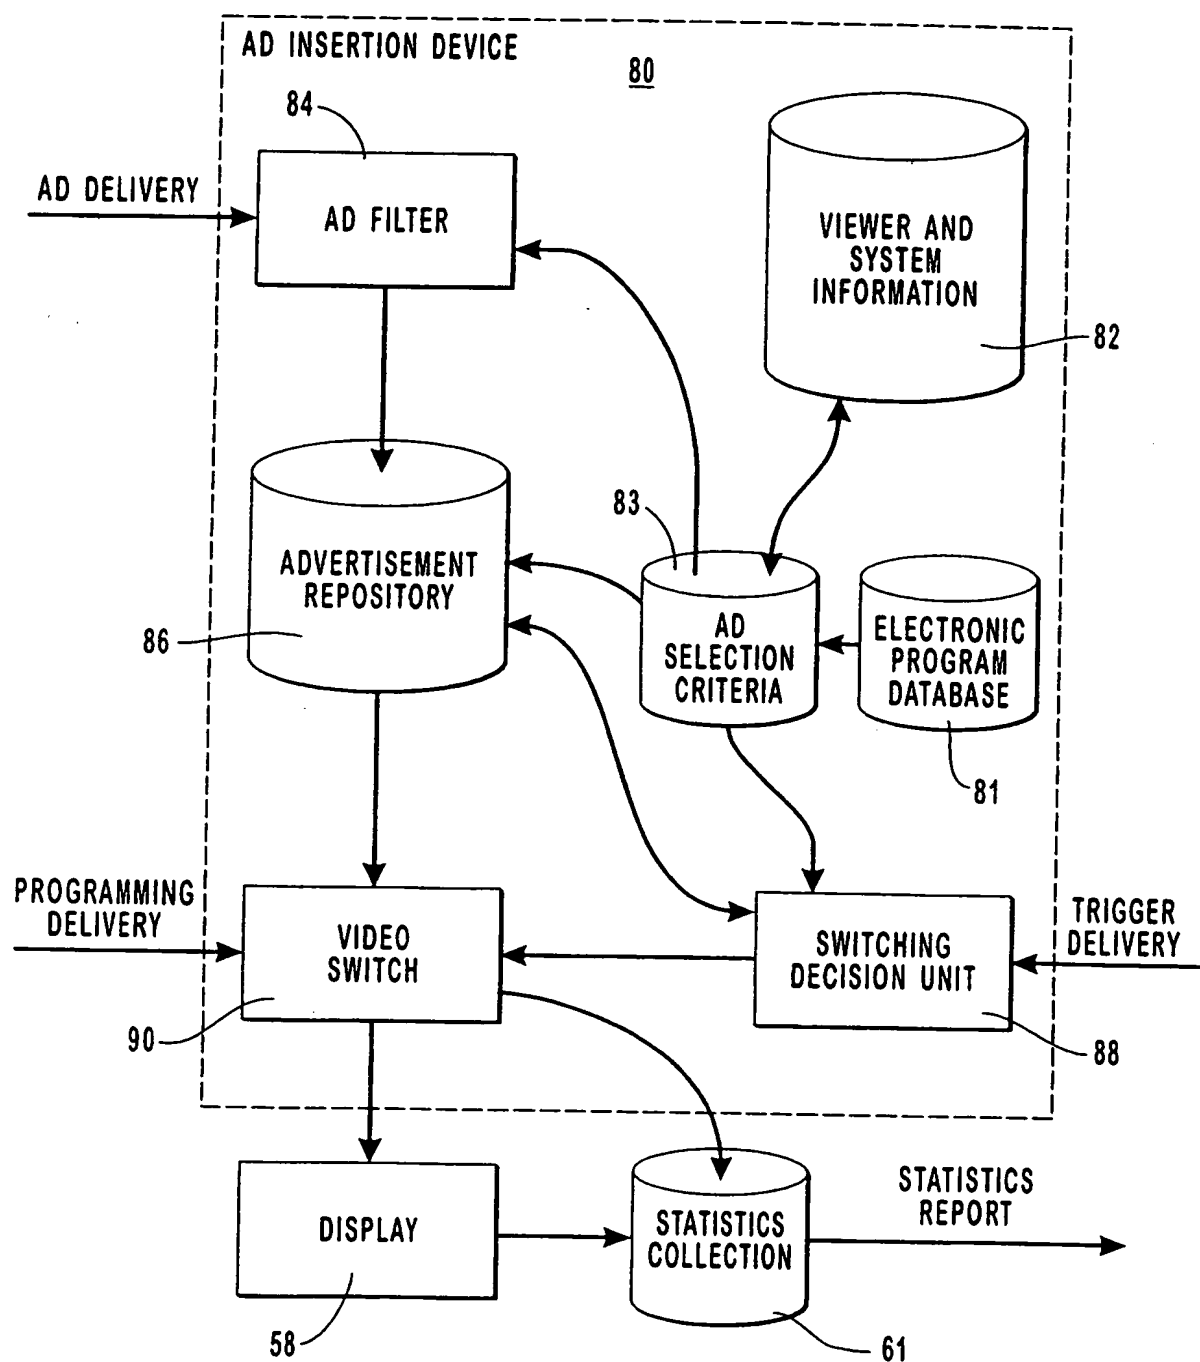 AD INSERTION DEVICE
80
84
AD DELIVERY
AD FILTER
VIEWER AND
SYSTEM
INFORMATION
82
83
ADVERTISEMENT
REPOSITORY
86
AD
SELECTION
CRITERIA
ELECTRONIC
PROGRAM
DATABASE
81
PROGRAMMING
DELIVERY
VIDEO
SWITCH
90
SWITCHING
DECISION UNIT
88
TRIGGER
DELIVERY
DISPLAY
58
STATISTICS
COLLECTION
61
STATISTICS
REPORT